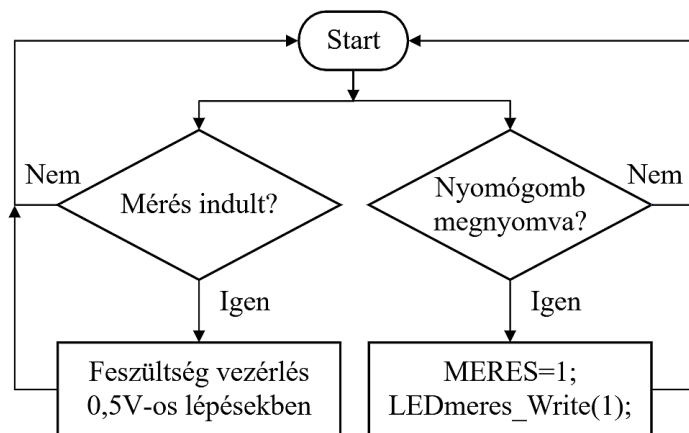 Start
Nem
Mérés indult?
Igen
Feszültség vezérlés
0,5V-os lépésekben
Nyomógomb
megnyomva?
Nem
Igen
MERES=1;
LEDmeres_Write(1);